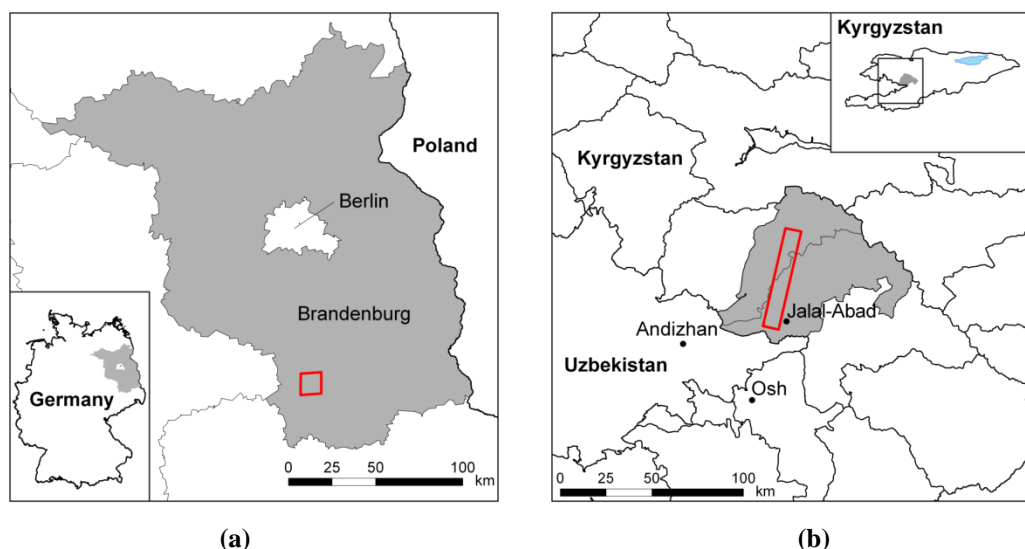 Poland
Berlin
Brandenburg
Germany
0 25 50 100
km
(a)
Kyrgyzstan
Kyrgyzstan
Jalal-Abad
Andizhan
Uzbekistan
Osh
0 25 50 100
km
(b)